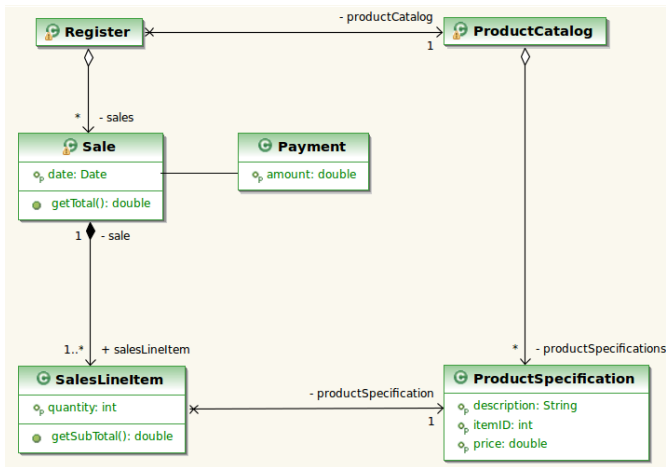 - productCatalog
Register
ProductCatalog
1
* - sales
Sale
date: Date
getTotal(): double
Payment
amount: double
1 - sale
1..* + salesLineItem
* - productSpecifications
SalesLineItem
quantity: int
getSubTotal(): double
- productSpecification
1
ProductSpecification
description: String
itemID: int
price: double